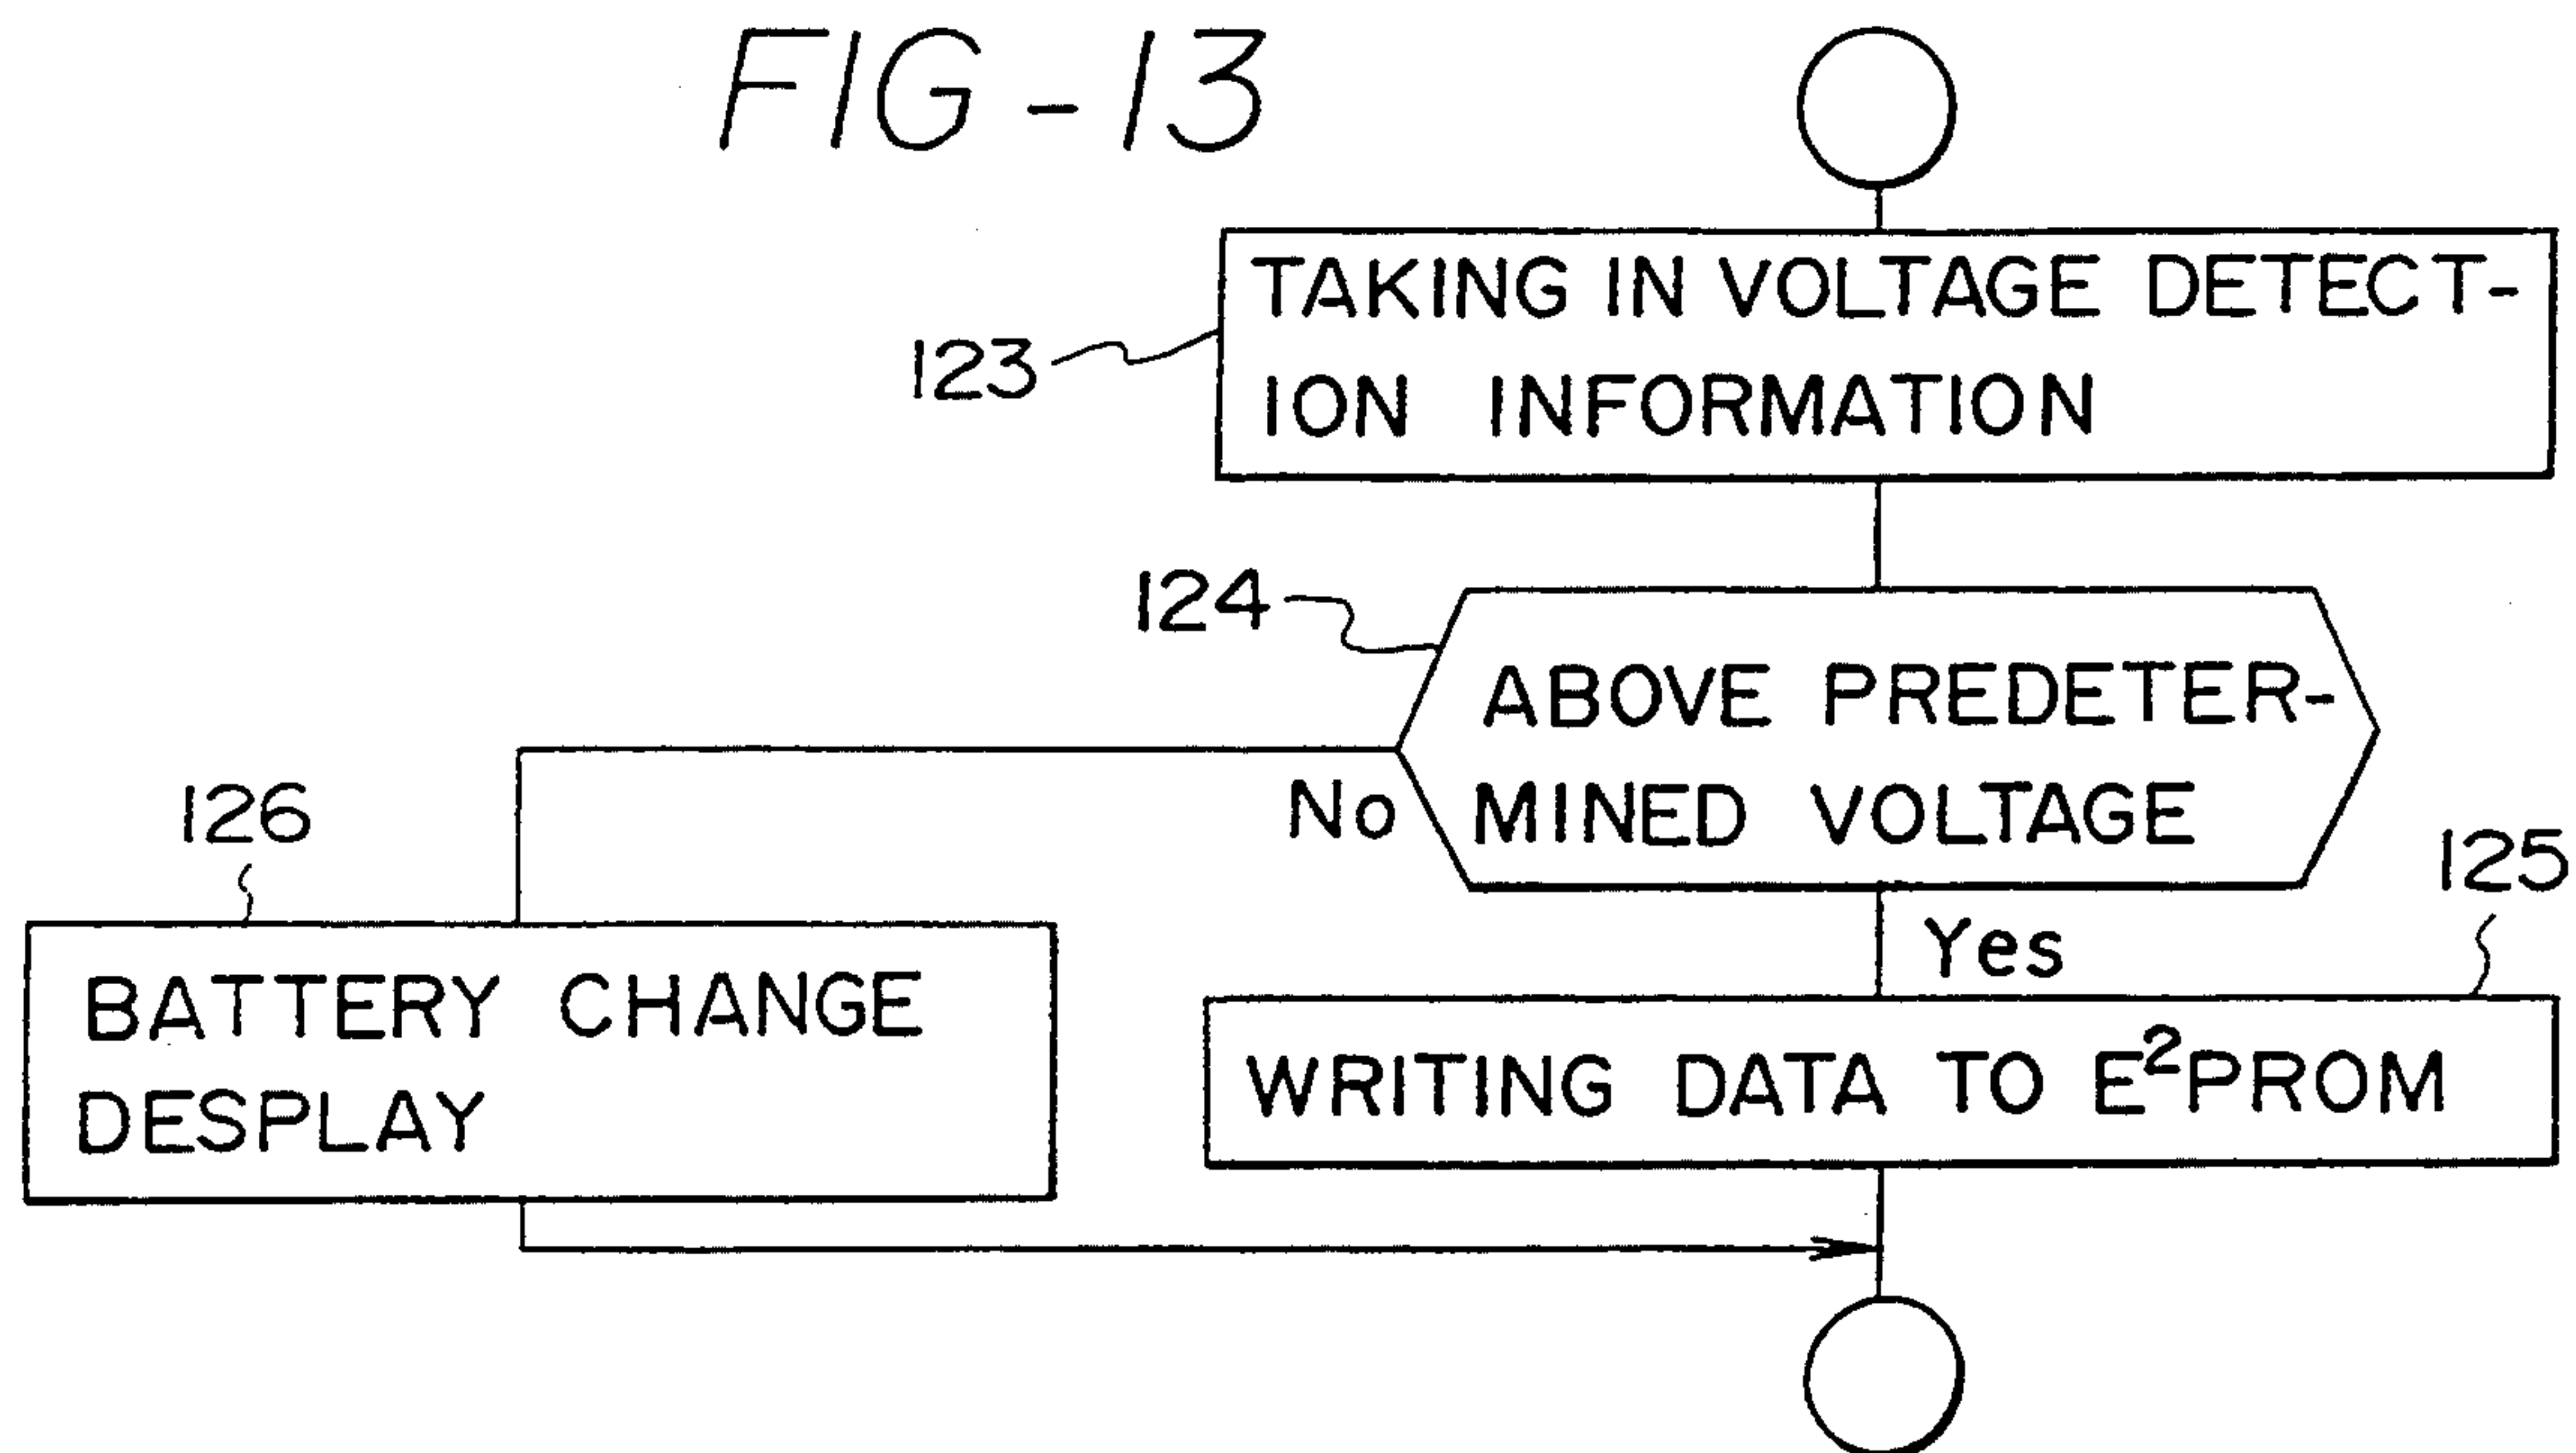 FIG-13
TAKING IN VOLTAGE DETECT-
ION INFORMATION
123
124
ABOVE PREDETER-
MINED VOLTAGE
No
Yes
125
WRITING DATA TO E²PROM
126
BATTERY CHANGE
DESPLAY